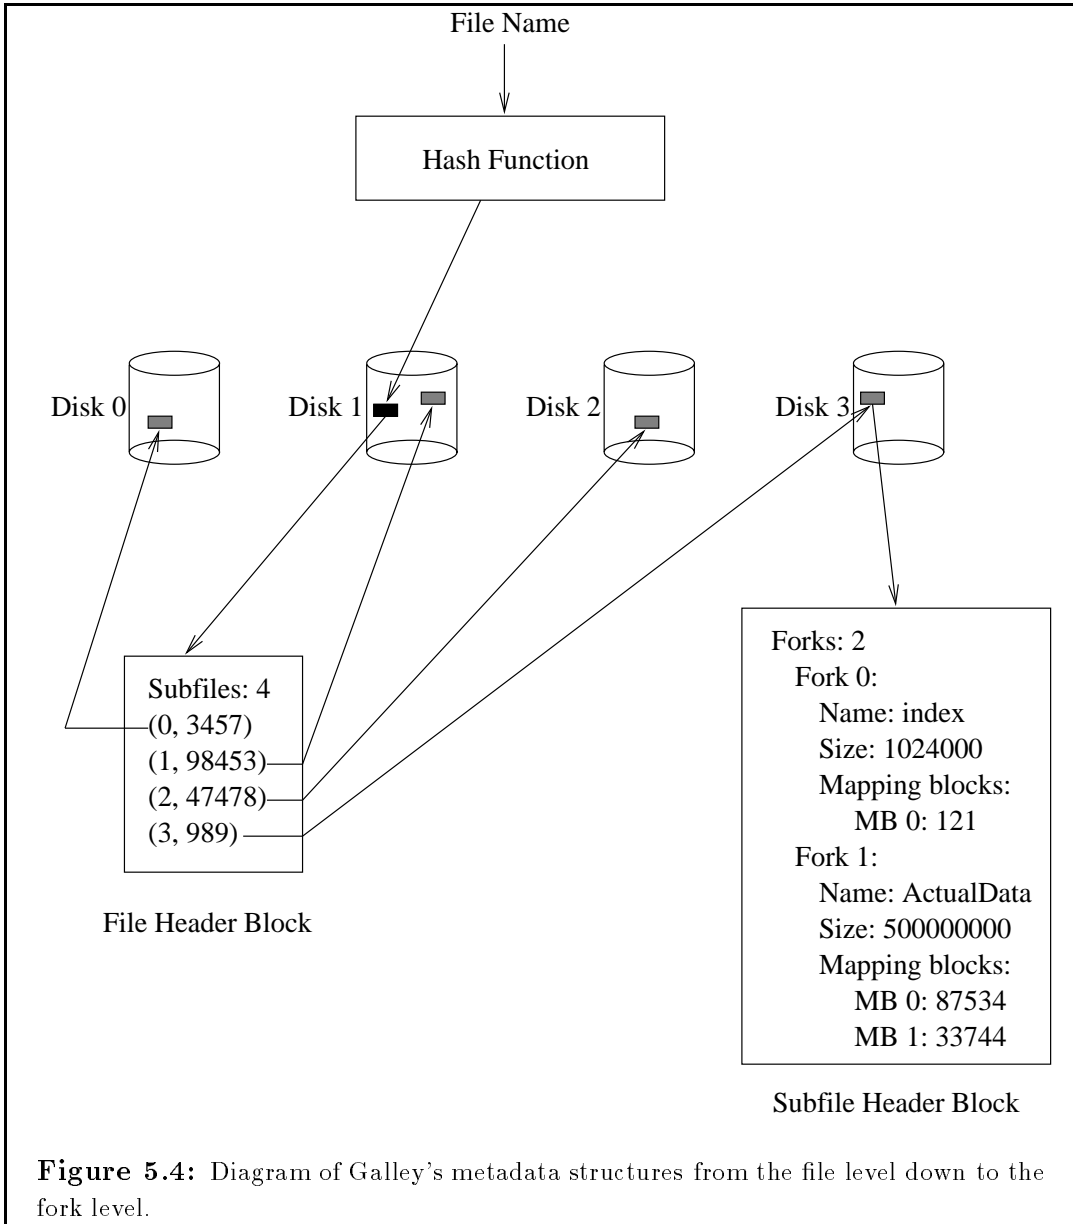 File Name
Hash Function
Disk 0
Disk 1
Disk 2
Disk 3
Subfiles: 4
(0, 3457)
(1, 98453)
(2, 47478)
(3, 989)
File Header Block
Forks: 2
Fork 0:
Name: index
Size: 1024000
Mapping blocks:
MB 0: 121
Fork 1:
Name: ActualData
Size: 500000000
Mapping blocks:
MB 0: 87534
MB 1: 33744
Subfile Header Block
Figure 5.4: Diagram of Galley's metadata structures from the file level down to the
fork level.